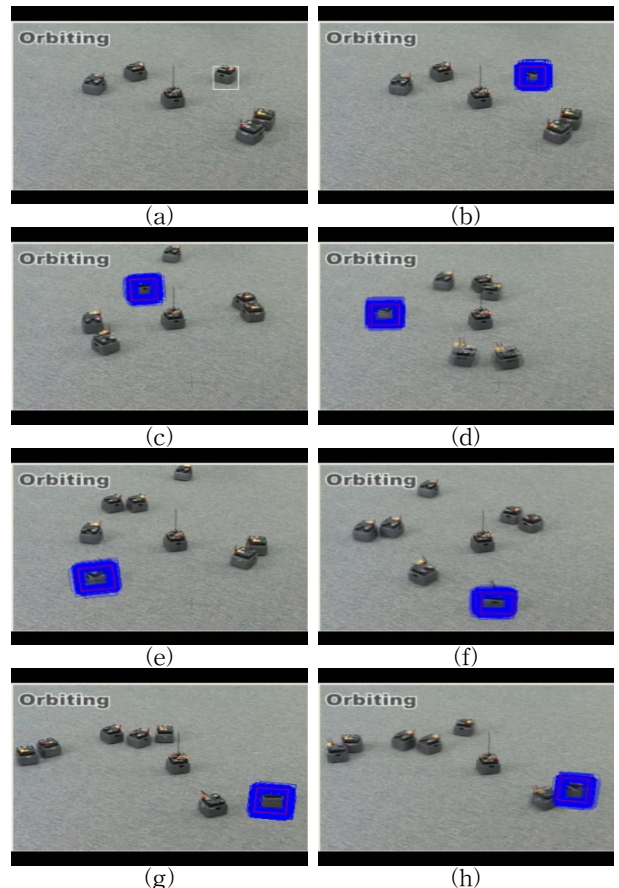 Orbiting
Orbiting
(a)
(b)
Orbiting
Orbiting
(c)
(d)
Orbiting
Orbiting
(e)
(f)
Orbiting
Orbiting
(g)
(h)